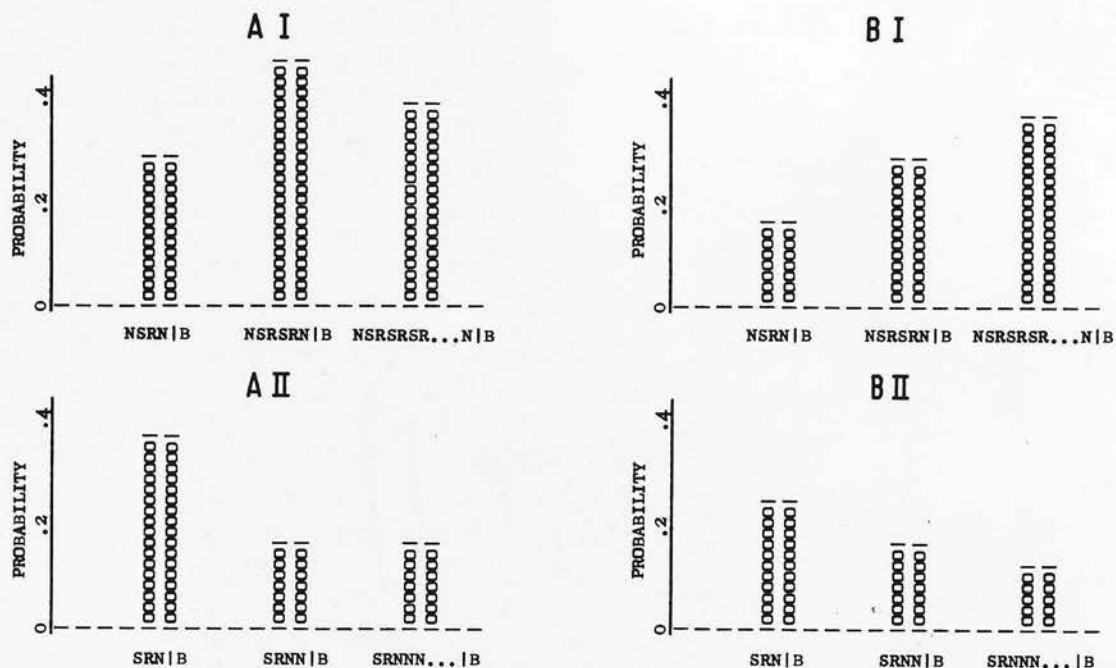 A I
PROBABILITY
.4
.2
0
NSRN|B NSRSRN|B NSRSRSR...N|B
B I
PROBABILITY
.4
.2
0
NSRN|B NSRSRN|B NSRSRSR...N|B
A II
PROBABILITY
.4
.2
0
SRN|B SRNN|B SRNNN...|B
B II
PROBABILITY
.4
.2
0
SRN|B SRNN|B SRNNN...|B